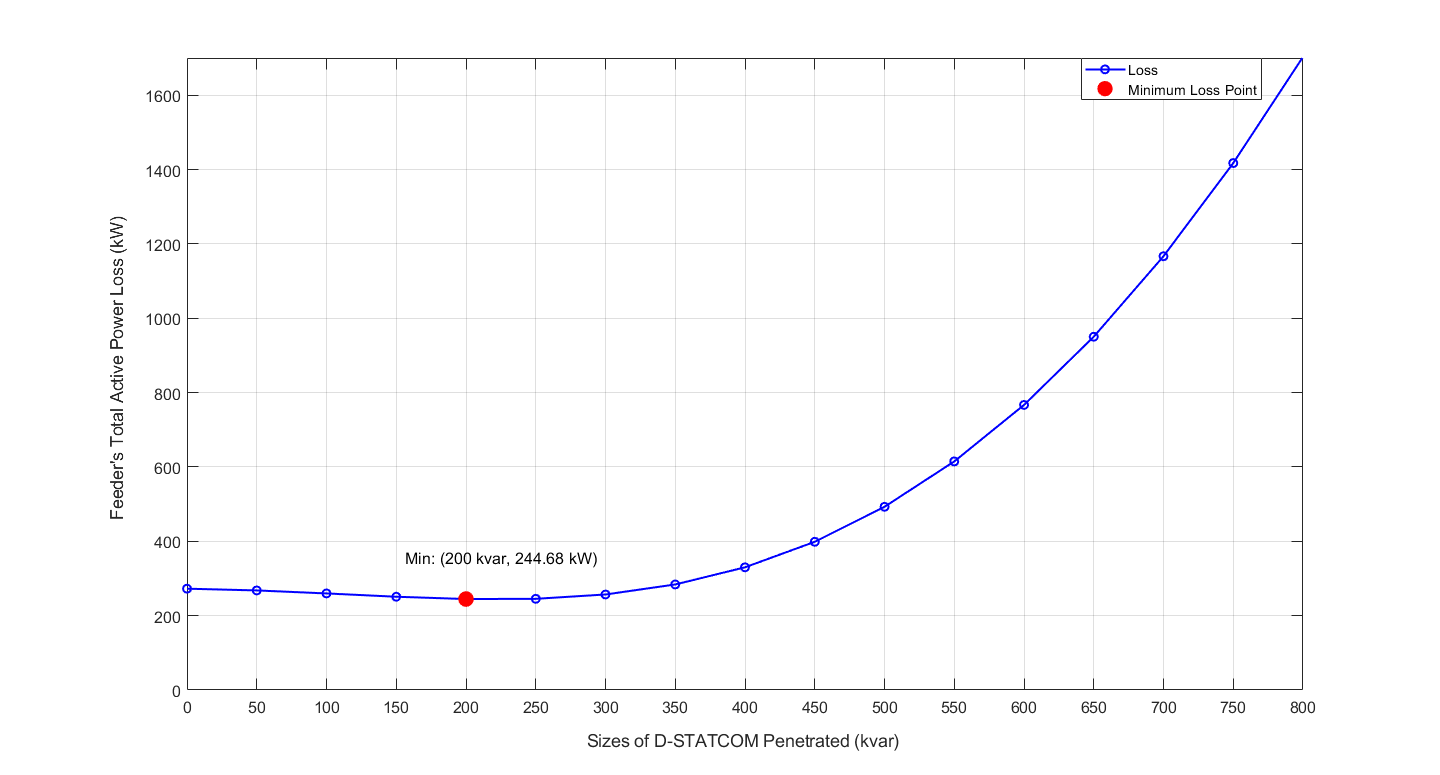 Loss
Minimum Loss Point
1600
1400
1200
1000
800
600
400
200
0
Feeder's Total Active Power Loss (kW)
Min: (200 kvar, 244.68 kW)
0 50 100 150 200 250 300 350 400 450 500 550 600 650 700 750 800
Sizes of D-STATCOM Penetrated (kvar)